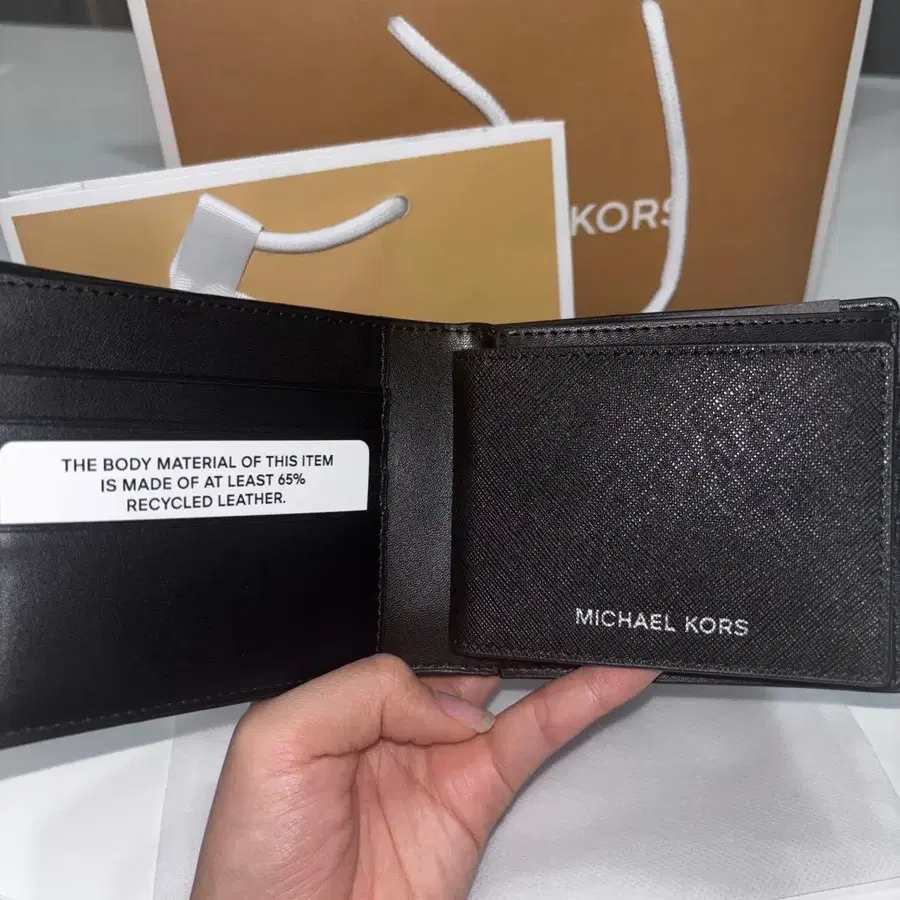 KORS
THE BODY MATERIAL OF THIS ITEM
IS MADE OF AT LEAST 65%
RECYCLED LEATHER.
MICHAEL KORS